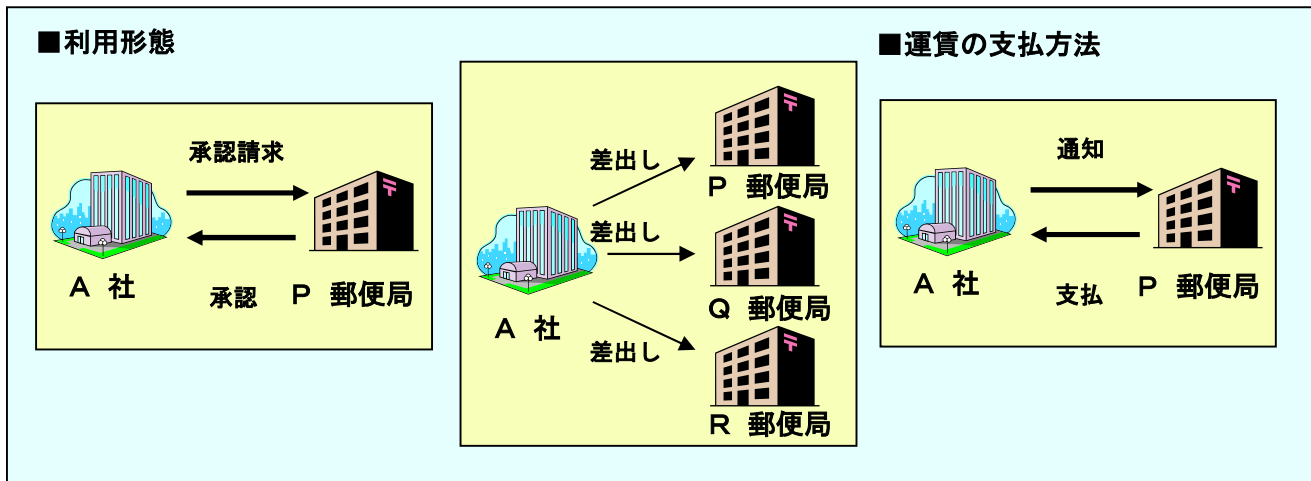 ■利用形態
承認請求
A 社
承認
P 郵便局
差出し
P 郵便局
差出し
Q 郵便局
A 社
差出し
R 郵便局
■運賃の支払方法
通知
A 社
支払
P 郵便局